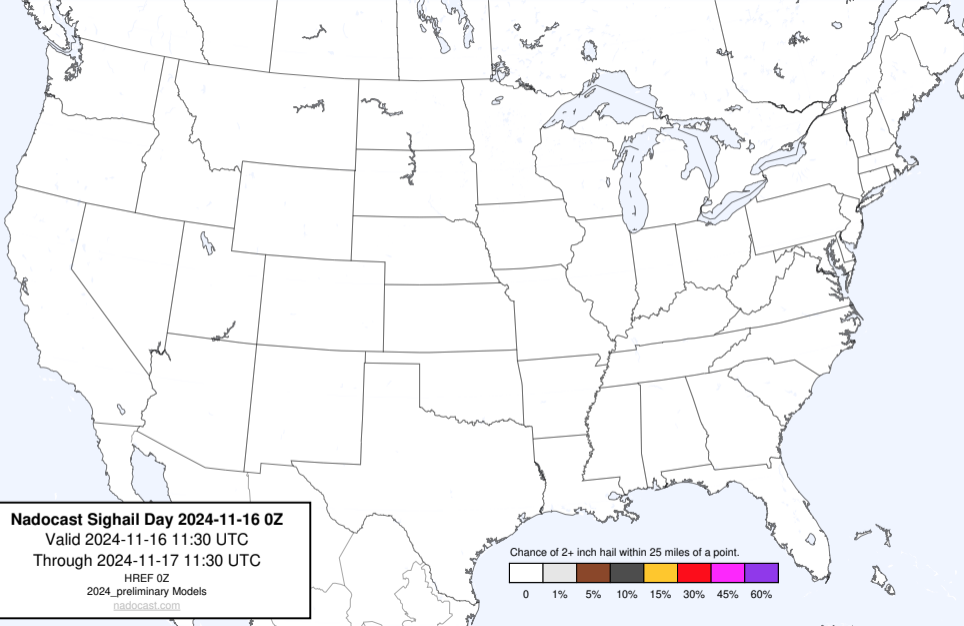 Nadocast Sighail Day 2024-11-16 0Z
Valid 2024-11-16 11:30 UTC
Through 2024-11-17 11:30 UTC
HREF 0Z
2024_preliminary Models
nadocast.com
Chance of 2+ inch hail within 25 miles of a point.
0 1% 5% 10% 15% 30% 45% 60%